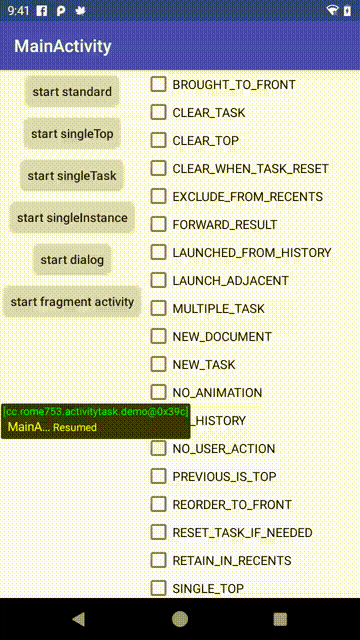 9:41
MainActivity
start standard
start singleTop
start singleTask
start singleInstance
start dialog
start fragment activity
BROUGHT_TO_FRONT
CLEAR_TASK
CLEAR_TOP
CLEAR_WHEN_TASK_RESET
EXCLUDE_FROM_RECENTS
FORWARD_RESULT
LAUNCHED_FROM_HISTORY
LAUNCH_ADJACENT
MULTIPLE_TASK
NEW_DOCUMENT
NEW_TASK
NO_ANIMATION
_HISTORY
NO_USER_ACTION
PREVIOUS_IS_TOP
REORDER_TO_FRONT
RESET_TASK_IF_NEEDED
RETAIN_IN_RECENTS
SINGLE_TOP
[cc.rome753.activitytask.demo@0x39c]
MainA... Resumed